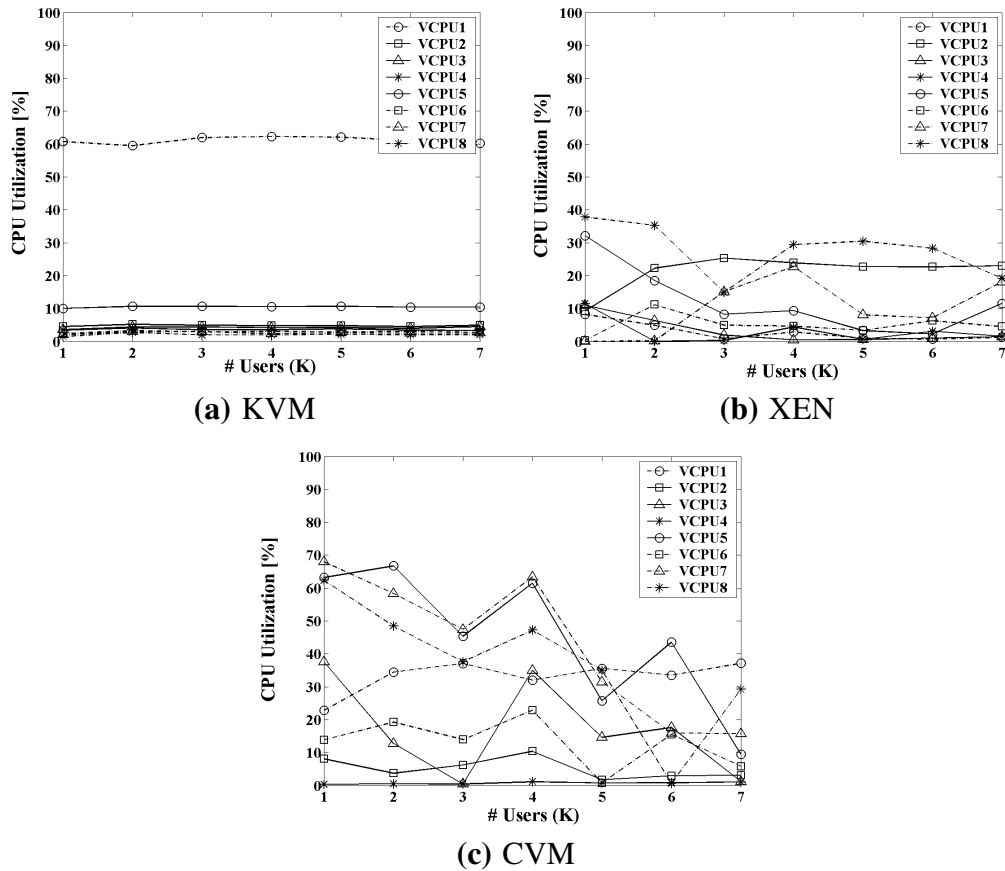 100
90
80
70
60
50
40
30
20
10
0
CPU Utilization [%]
1 2 3 4 5 6 7
# Users (K)
VCPU1
VCPU2
VCPU3
VCPU4
VCPU5
VCPU6
VCPU7
VCPU8
(a) KVM
100
90
80
70
60
50
40
30
20
10
0
CPU Utilization [%]
1 2 3 4 5 6 7
# Users (K)
VCPU1
VCPU2
VCPU3
VCPU4
VCPU5
VCPU6
VCPU7
VCPU8
(b) XEN
100
90
80
70
60
50
40
30
20
10
0
CPU Utilization [%]
1 2 3 4 5 6 7
# Users (K)
VCPU1
VCPU2
VCPU3
VCPU4
VCPU5
VCPU6
VCPU7
VCPU8
(c) CVM